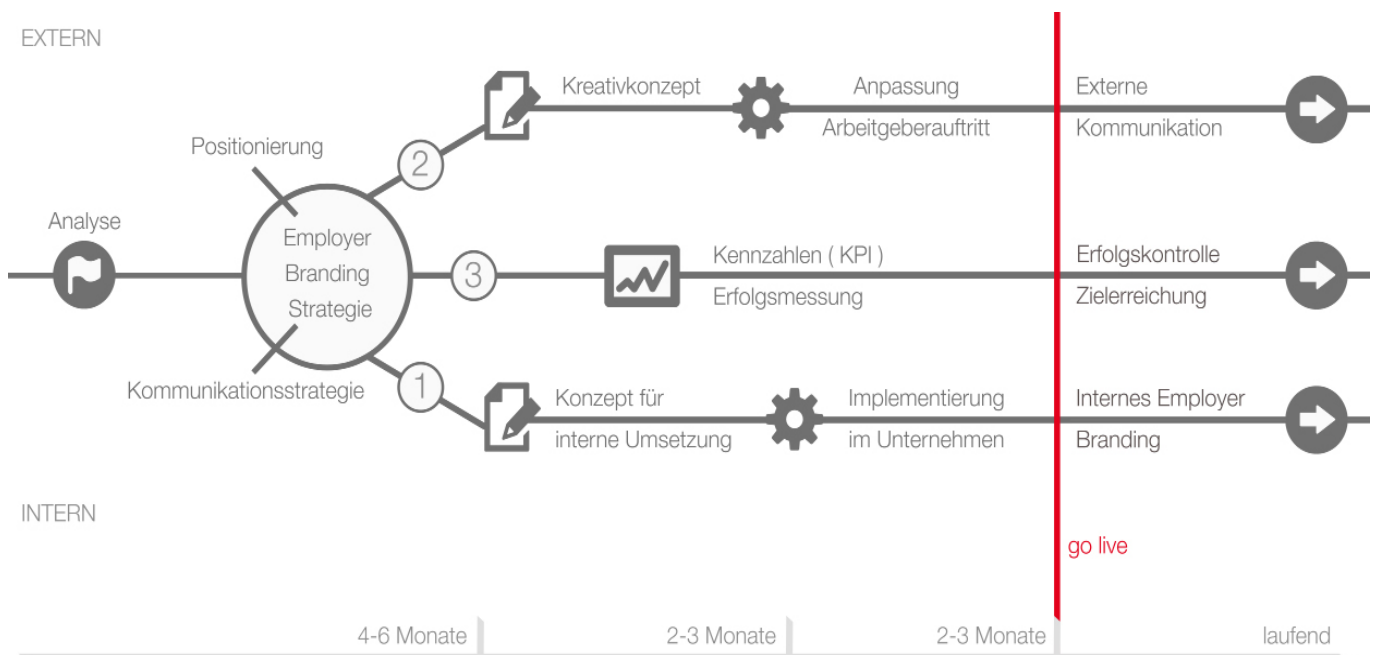 EXTERN
Kreativkonzept
Anpassung
Arbeitgeberauftritt
Externe
Kommunikation
2
Positionierung
Analyse
Employer
Branding
Strategie
3
Kennzahlen ( KPI )
Erfolgsmessung
Erfolgskontrolle
Zielerreichung
Kommunikationsstrategie
1
Konzept für
interne Umsetzung
Implementierung
im Unternehmen
Internes Employer
Branding
INTERN
go live
4-6 Monate
2-3 Monate
2-3 Monate
laufend